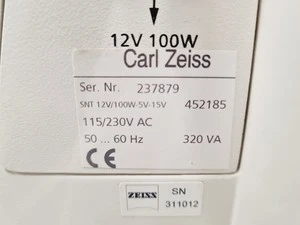 12V 100W
Carl Zeiss
Ser. Nr. 237879
SNT 12V/100W-5V-15V 452185
115/230V AC
50 ... 60 Hz 320 VA
CE
ZEISS SN
311012